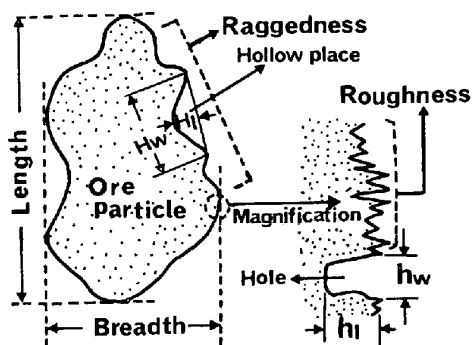 Raggedness
Hollow place
Roughness
Length
Hw
Hl
Ore
particle
Magnification
Hole
hw
hl
Breadth